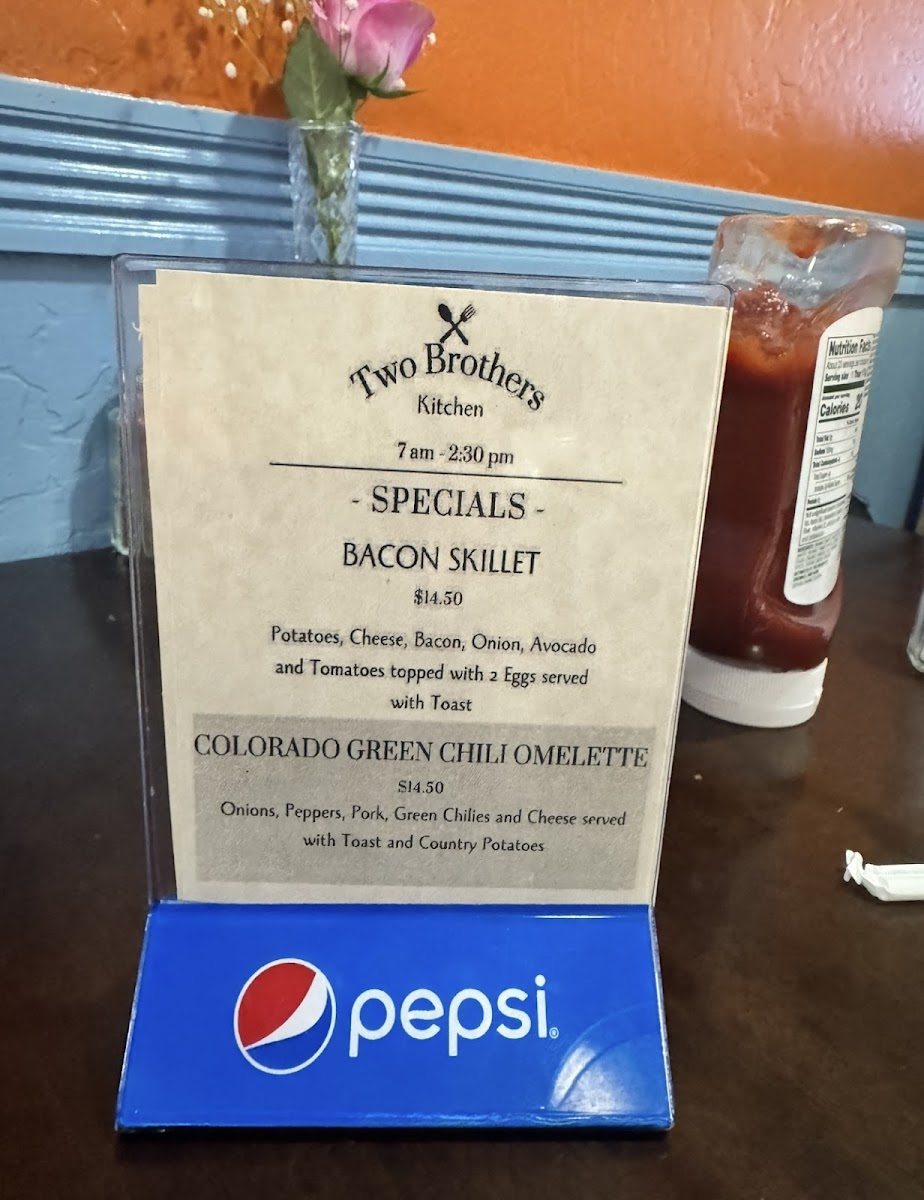 Two Brothers
Kitchen
7 am - 2:30 pm
- SPECIALS -
BACON SKILLET
$14.50
Potatoes, Cheese, Bacon, Onion, Avocado
and Tomatoes topped with 2 Eggs served
with Toast
COLORADO GREEN CHILI OMELETTE
$14.50
Onions, Peppers, Pork, Green Chilies and Cheese served
with Toast and Country Potatoes
pepsi
Nutrition Facts
Calories 20